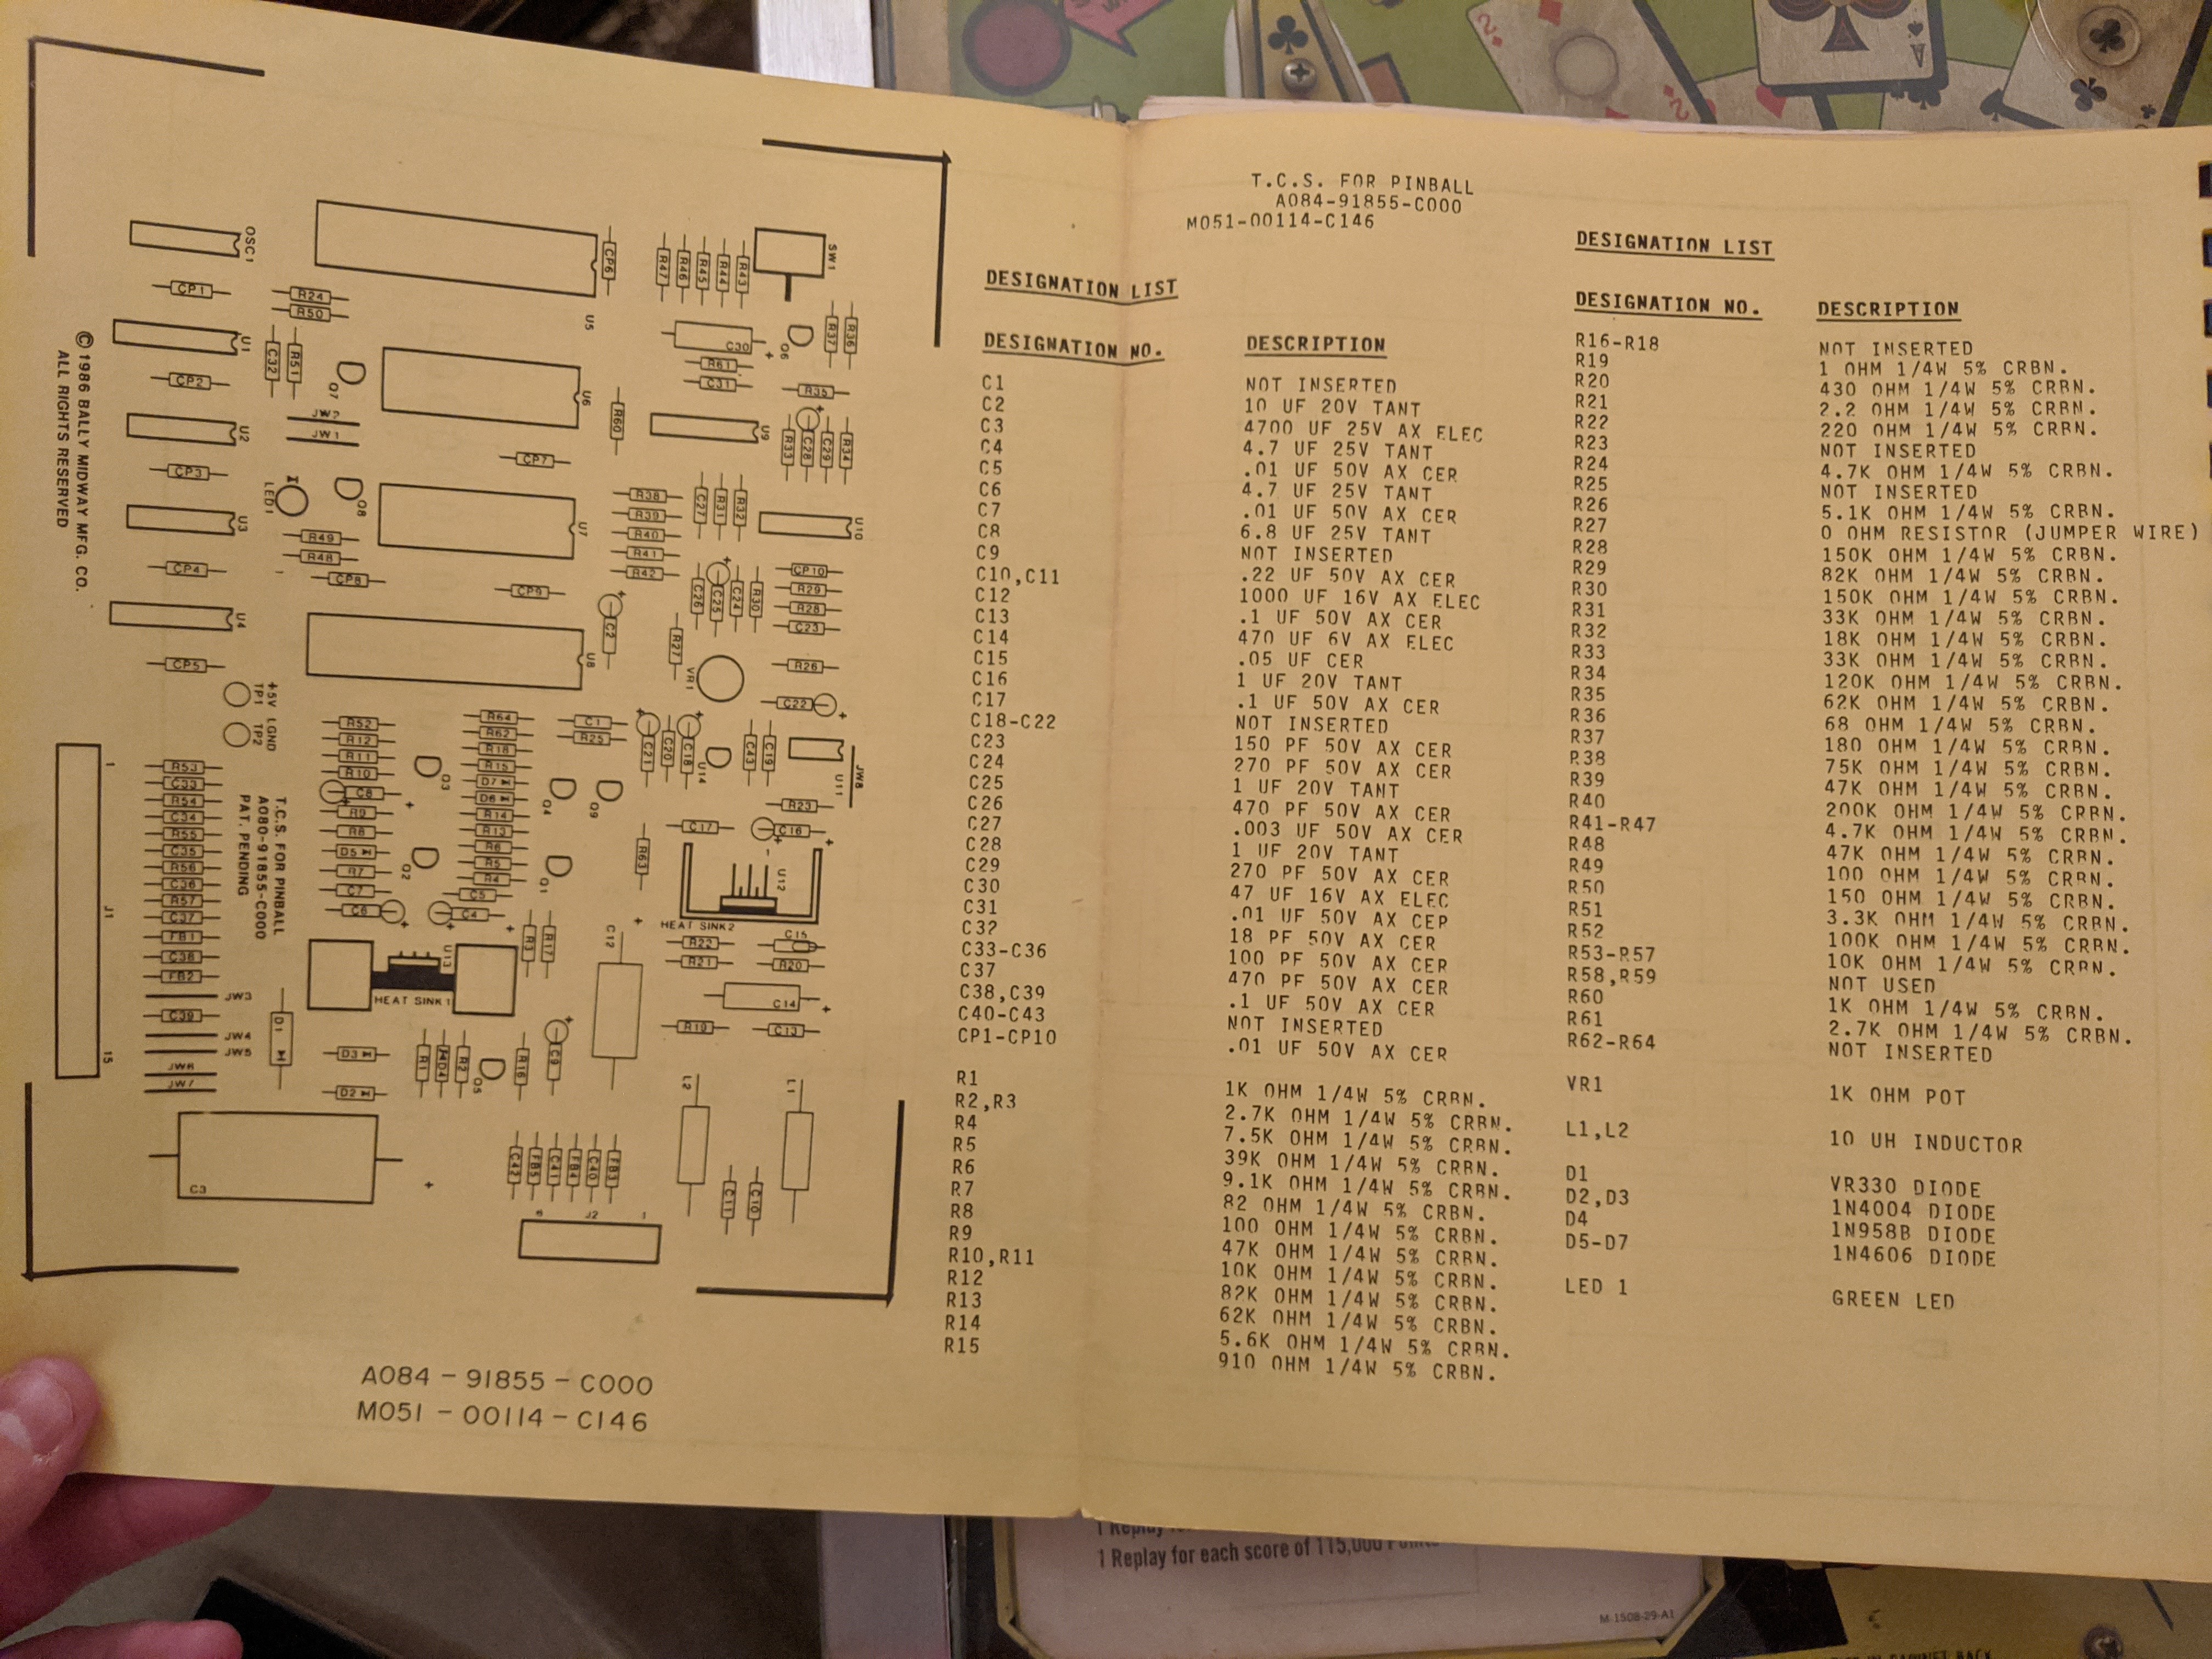 T.C.S. FOR PINBALL
A084-91855-C000
M051-00114-C146
DESIGNATION LIST
DESIGNATION NO. DESCRIPTION
C1 NOT INSERTED
C2 10 UF 20V TANT
C3 4700 UF 25V AX ELEC
C4 4.7 UF 25V TANT
C5 .01 UF 50V AX CER
C6 4.7 UF 25V TANT
C7 .01 UF 50V AX CER
C8 6.8 UF 25V TANT
C9 NOT INSERTED
C10,C11 .22 UF 50V AX CER
C12 1000 UF 16V AX ELEC
C13 .1 UF 50V AX CER
C14 470 UF 6V AX ELEC
C15 .05 UF CER
C16 1 UF 20V TANT
C17 .1 UF 50V AX CER
C18-C22 NOT INSERTED
C23 150 PF 50V AX CER
C24 270 PF 50V AX CER
C25 1 UF 20V TANT
C26 470 PF 50V AX CER
C27 .003 UF 50V AX CER
C28 1 UF 20V TANT
C29 270 PF 50V AX CER
C30 47 UF 16V AX ELEC
C31 .01 UF 50V AX CEP
C32 18 PF 50V AX CER
C33-C36 100 PF 50V AX CER
C37 470 PF 50V AX CER
C38,C39 .1 UF 50V AX CER
C40-C43 NOT INSERTED
CP1-CP10 .01 UF 50V AX CER
R1 1K OHM 1/4W 5% CRBN.
R2,R3 2.7K OHM 1/4W 5% CRBN.
R4 7.5K OHM 1/4W 5% CRBN.
R5 39K OHM 1/4W 5% CRBN.
R6 9.1K OHM 1/4W 5% CRBN.
R7 82 OHM 1/4W 5% CRBN.
R8 100 OHM 1/4W 5% CRBN.
R9 47K OHM 1/4W 5% CRBN.
R10,R11 10K OHM 1/4W 5% CRBN.
R12 82K OHM 1/4W 5% CRBN.
R13 62K OHM 1/4W 5% CRBN.
R14 5.6K OHM 1/4W 5% CRBN.
R15 910 OHM 1/4W 5% CRBN.
DESIGNATION LIST
DESIGNATION NO. DESCRIPTION
R16-R18 NOT INSERTED
R19 1 OHM 1/4W 5% CRBN.
R20 430 OHM 1/4W 5% CRBN.
R21 2.2 OHM 1/4W 5% CRBN.
R22 220 OHM 1/4W 5% CRBN.
R23 NOT INSERTED
R24 4.7K OHM 1/4W 5% CRBN.
R25 NOT INSERTED
R26 5.1K OHM 1/4W 5% CRBN.
R27 0 OHM RESISTOR (JUMPER WIRE)
R28 150K OHM 1/4W 5% CRBN.
R29 82K OHM 1/4W 5% CRBN.
R30 150K OHM 1/4W 5% CRBN.
R31 33K OHM 1/4W 5% CRBN.
R32 18K OHM 1/4W 5% CRBN.
R33 33K OHM 1/4W 5% CRBN.
R34 120K OHM 1/4W 5% CRBN.
R35 62K OHM 1/4W 5% CRBN.
R36 68 OHM 1/4W 5% CRBN.
R37 180 OHM 1/4W 5% CRBN.
R38 75K OHM 1/4W 5% CRBN.
R39 47K OHM 1/4W 5% CRBN.
R40 200K OHM 1/4W 5% CRBN.
R41-R47 4.7K OHM 1/4W 5% CRBN.
R48 47K OHM 1/4W 5% CRBN.
R49 100 OHM 1/4W 5% CRBN.
R50 150 OHM 1/4W 5% CRBN.
R51 3.3K OHM 1/4W 5% CRBN.
R52 100K OHM 1/4W 5% CRBN.
R53-R57 10K OHM 1/4W 5% CRBN.
R58,R59 NOT USED
R60 1K OHM 1/4W 5% CRBN.
R61 2.7K OHM 1/4W 5% CRBN.
R62-R64 NOT INSERTED
VR1 1K OHM POT
L1,L2 10 UH INDUCTOR
D1 VR330 DIODE
D2,D3 1N4004 DIODE
D4 1N958B DIODE
D5-D7 1N4606 DIODE
LED 1 GREEN LED
© 1986 BALLY MIDWAY MFG. CO.
ALL RIGHTS RESERVED
OSC1
CP1
U1
CP2
U2
CP3
U3
CP4
U4
CP5
R24
R50
C32
R51
Q7
JW2
JW1
LED1
Q8
R49
R48
CP8
U5
CP6
U6
R60
CP7
U7
CP9
U8
C2
R47
R46
R45
R44
R43
SW1
C30
Q6
R37
R36
R61
C31
R35
U9
R33
C28
C29
R34
R38
R39
R40
R41
R42
C27
R31
R32
U10
C26
C25
C24
R30
CP10
R29
R28
C23
R27
VR1
R26
C22
+5V
TP1
LGND
TP2
R52
R12
R11
R10
C8
R9
R8
D5
R7
C7
C6
Q3
Q2
R64
R62
R18
R15
D7
D6
R14
R13
R6
R5
R4
C5
C4
Q4
Q9
Q1
C1
R25
C21
C20
C18
U14
C43
C19
U11
JW8
R23
C17
C16
R63
U12
HEAT SINK2
1
J1
15
R53
C33
R54
C34
R55
C35
R56
C36
R57
C37
FB1
C38
FB2
JW3
C39
JW4
JW5
JW6
JW7
T.C.S. FOR PINBALL
A080-91855-C000
PAT. PENDING
D1
U13
HEAT SINK 1
R3
R17
C12
R22
R21
C15
R20
C14
R19
C13
D3
D2
R1
D4
R2
Q5
R16
C9
L2
L1
C3
C42
FB5
C41
FB4
C40
FB3
C11
C10
6 J2 1
A084-91855-C000
M051-00114-C146
2
2
A
1 Replay
1 Replay for each score of 115,000 Points
M-1508-29-A1